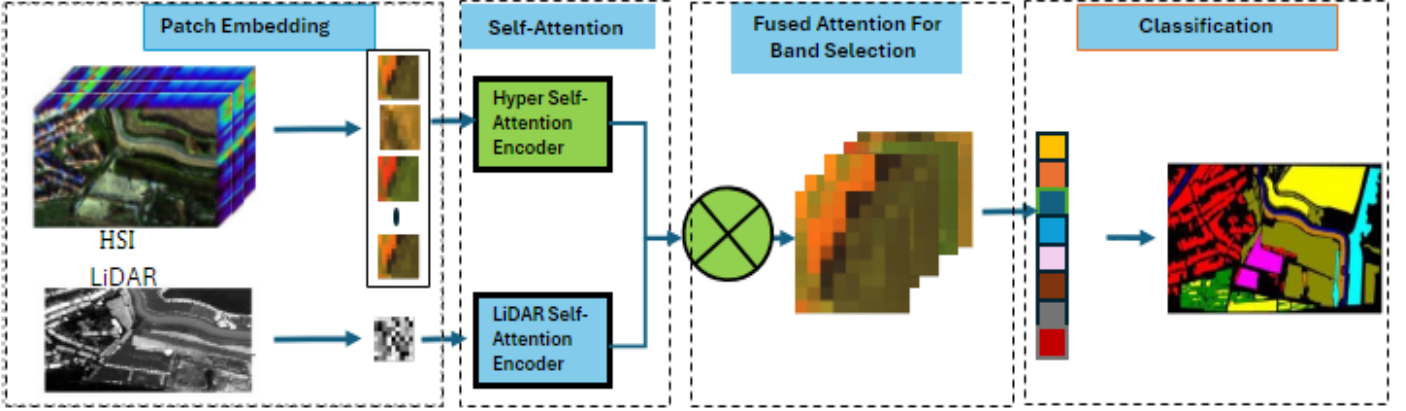 Patch Embedding
HSI
LiDAR
Self-Attention
Hyper Self-
Attention
Encoder
LiDAR Self-
Attention
Encoder
Fused Attention For
Band Selection
Classification